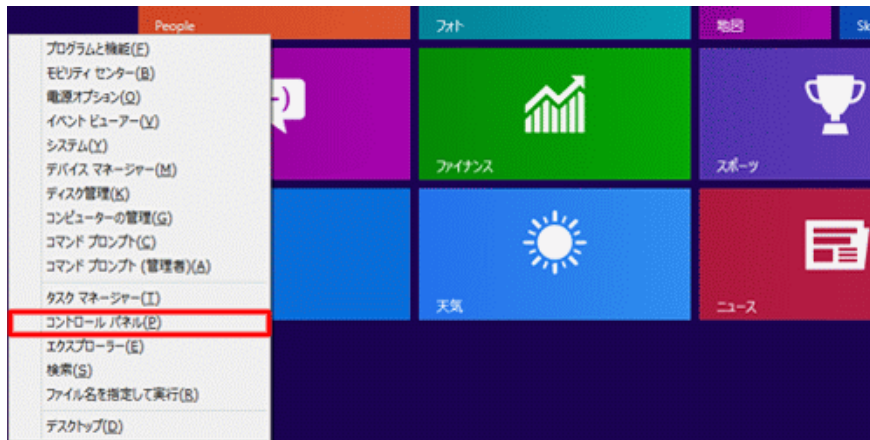 People
フォト
地図
Sk
プログラムと機能(F)
モビリティ センター(B)
電源オプション(O)
イベント ビューアー(V)
システム(Y)
デバイス マネージャー(M)
ディスク管理(K)
コンピューターの管理(G)
コマンド プロンプト(C)
コマンド プロンプト (管理者)(A)
タスク マネージャー(T)
コントロール パネル(P)
エクスプローラー(E)
検索(S)
ファイル名を指定して実行(R)
デスクトップ(D)
ファイナンス
スポーツ
天気
ニュース